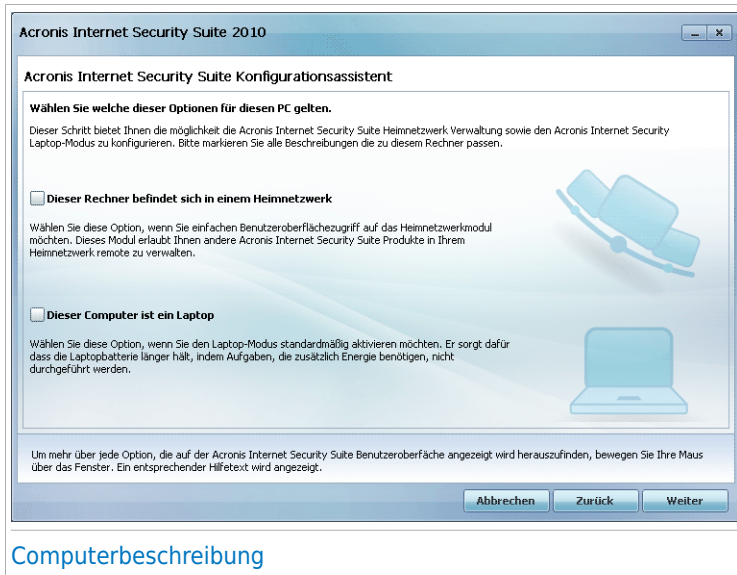 Acronis Internet Security Suite 2010
Acronis Internet Security Suite Konfigurationsassistent
Wählen Sie welche dieser Optionen für diesen PC gelten.
Dieser Schritt bietet Ihnen die möglichkeit die Acronis Internet Security Suite Heimnetzwerk Verwaltung sowie den Acronis Internet Security
Laptop-Modus zu konfigurieren. Bitte markieren Sie alle Beschreibungen die zu diesem Rechner passen.
Dieser Rechner befindet sich in einem Heimnetzwerk
Wählen Sie diese Option, wenn Sie einfachen Benutzeroberflächezugriff auf das Heimnetzwerkmodul
möchten. Dieses Modul erlaubt Ihnen andere Acronis Internet Security Suite Produkte in Ihrem
Heimnetzwerk remote zu verwalten.
Dieser Computer ist ein Laptop
Wählen Sie diese Option, wenn Sie den Laptop-Modus standardmäßig aktivieren möchten. Er sorgt dafür
dass die Laptopbatterie länger hält, indem Aufgaben, die zusätzlich Energie benötigen, nicht
durchgeführt werden.
Um mehr über jede Option, die auf der Acronis Internet Security Suite Benutzeroberfäche angezeigt wird herauszufinden, bewegen Sie Ihre Maus
über das Fenster. Ein entsprechender Hilfetext wird angezeigt.
Abbrechen Zurück Weiter
Computerbeschreibung